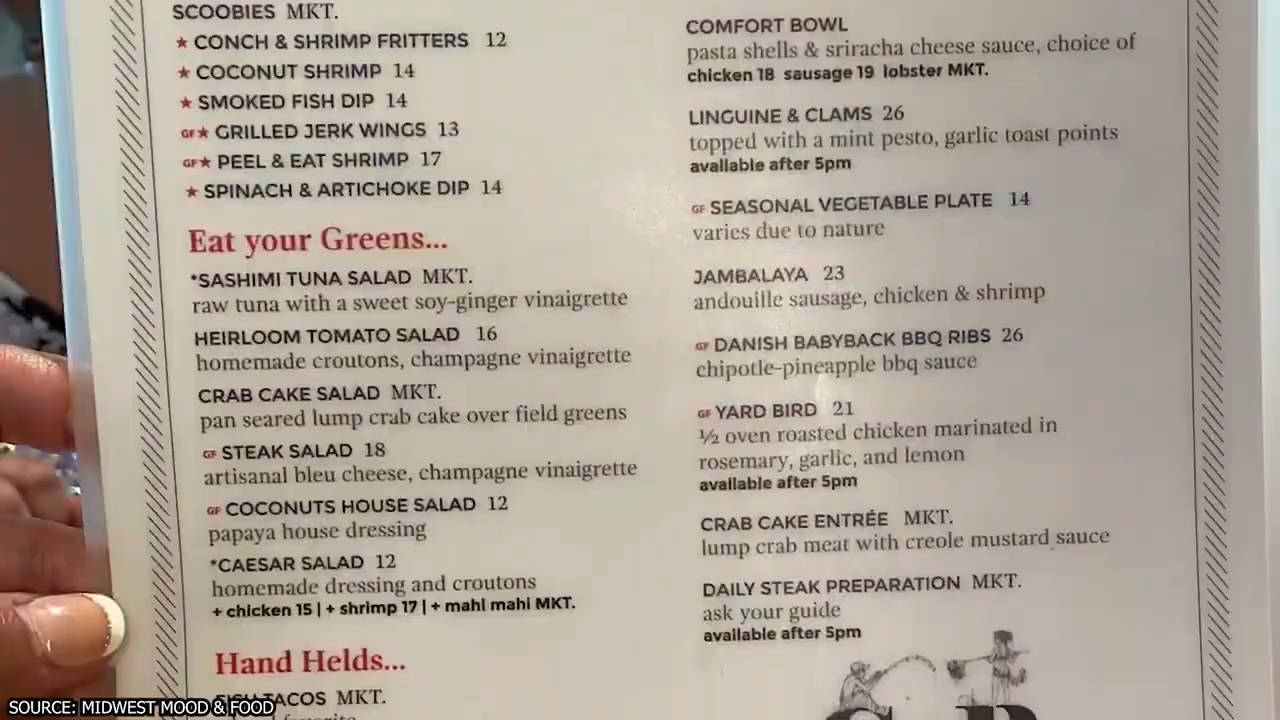 SCOOBIES MKT.
★ CONCH & SHRIMP FRITTERS 12
★ COCONUT SHRIMP 14
★ SMOKED FISH DIP 14
GF★ GRILLED JERK WINGS 13
GF★ PEEL & EAT SHRIMP 17
★ SPINACH & ARTICHOKE DIP 14
Eat your Greens...
*SASHIMI TUNA SALAD MKT.
raw tuna with a sweet soy-ginger vinaigrette
HEIRLOOM TOMATO SALAD 16
homemade croutons, champagne vinaigrette
CRAB CAKE SALAD MKT.
pan seared lump crab cake over field greens
GF STEAK SALAD 18
artisanal bleu cheese, champagne vinaigrette
GF COCONUTS HOUSE SALAD 12
papaya house dressing
*CAESAR SALAD 12
homemade dressing and croutons
+ chicken 15 | + shrimp 17 | + mahi mahi MKT.
Hand Helds...
FISH TACOS MKT.
favorite
COMFORT BOWL
pasta shells & sriracha cheese sauce, choice of
chicken 18 sausage 19 lobster MKT.
LINGUINE & CLAMS 26
topped with a mint pesto, garlic toast points
available after 5pm
GF SEASONAL VEGETABLE PLATE 14
varies due to nature
JAMBALAYA 23
andouille sausage, chicken & shrimp
GF DANISH BABYBACK BBQ RIBS 26
chipotle-pineapple bbq sauce
GF YARD BIRD 21
½ oven roasted chicken marinated in
rosemary, garlic, and lemon
available after 5pm
CRAB CAKE ENTRÉE MKT.
lump crab meat with creole mustard sauce
DAILY STEAK PREPARATION MKT.
ask your guide
available after 5pm
SOURCE: MIDWEST MOOD & FOOD